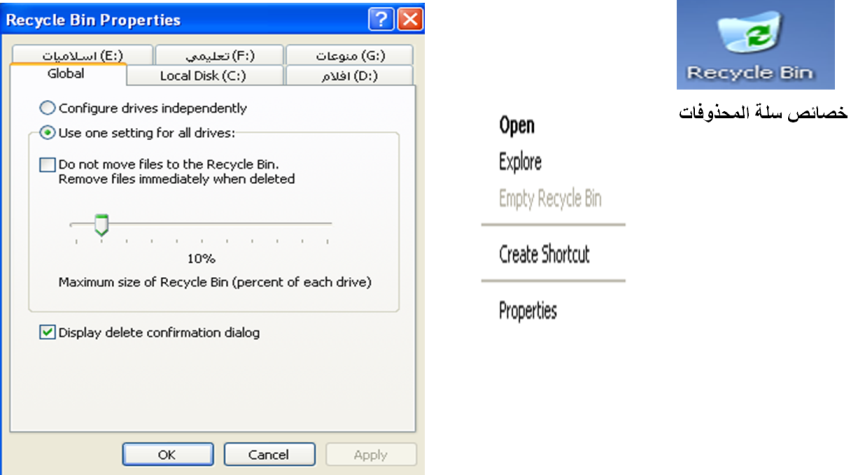 Recycle Bin Properties
اسلاميات (E:)
تعليمي (F:)
منوعات (G:)
Global
Local Disk (C:)
افلام (D:)
Configure drives independently
Use one setting for all drives:
Do not move files to the Recycle Bin.
Remove files immediately when deleted
10%
Maximum size of Recycle Bin (percent of each drive)
Display delete confirmation dialog
OK
Cancel
Apply
Open
Explore
Empty Recycle Bin
Create Shortcut
Properties
Recycle Bin
خصائص سلة المحذوفات